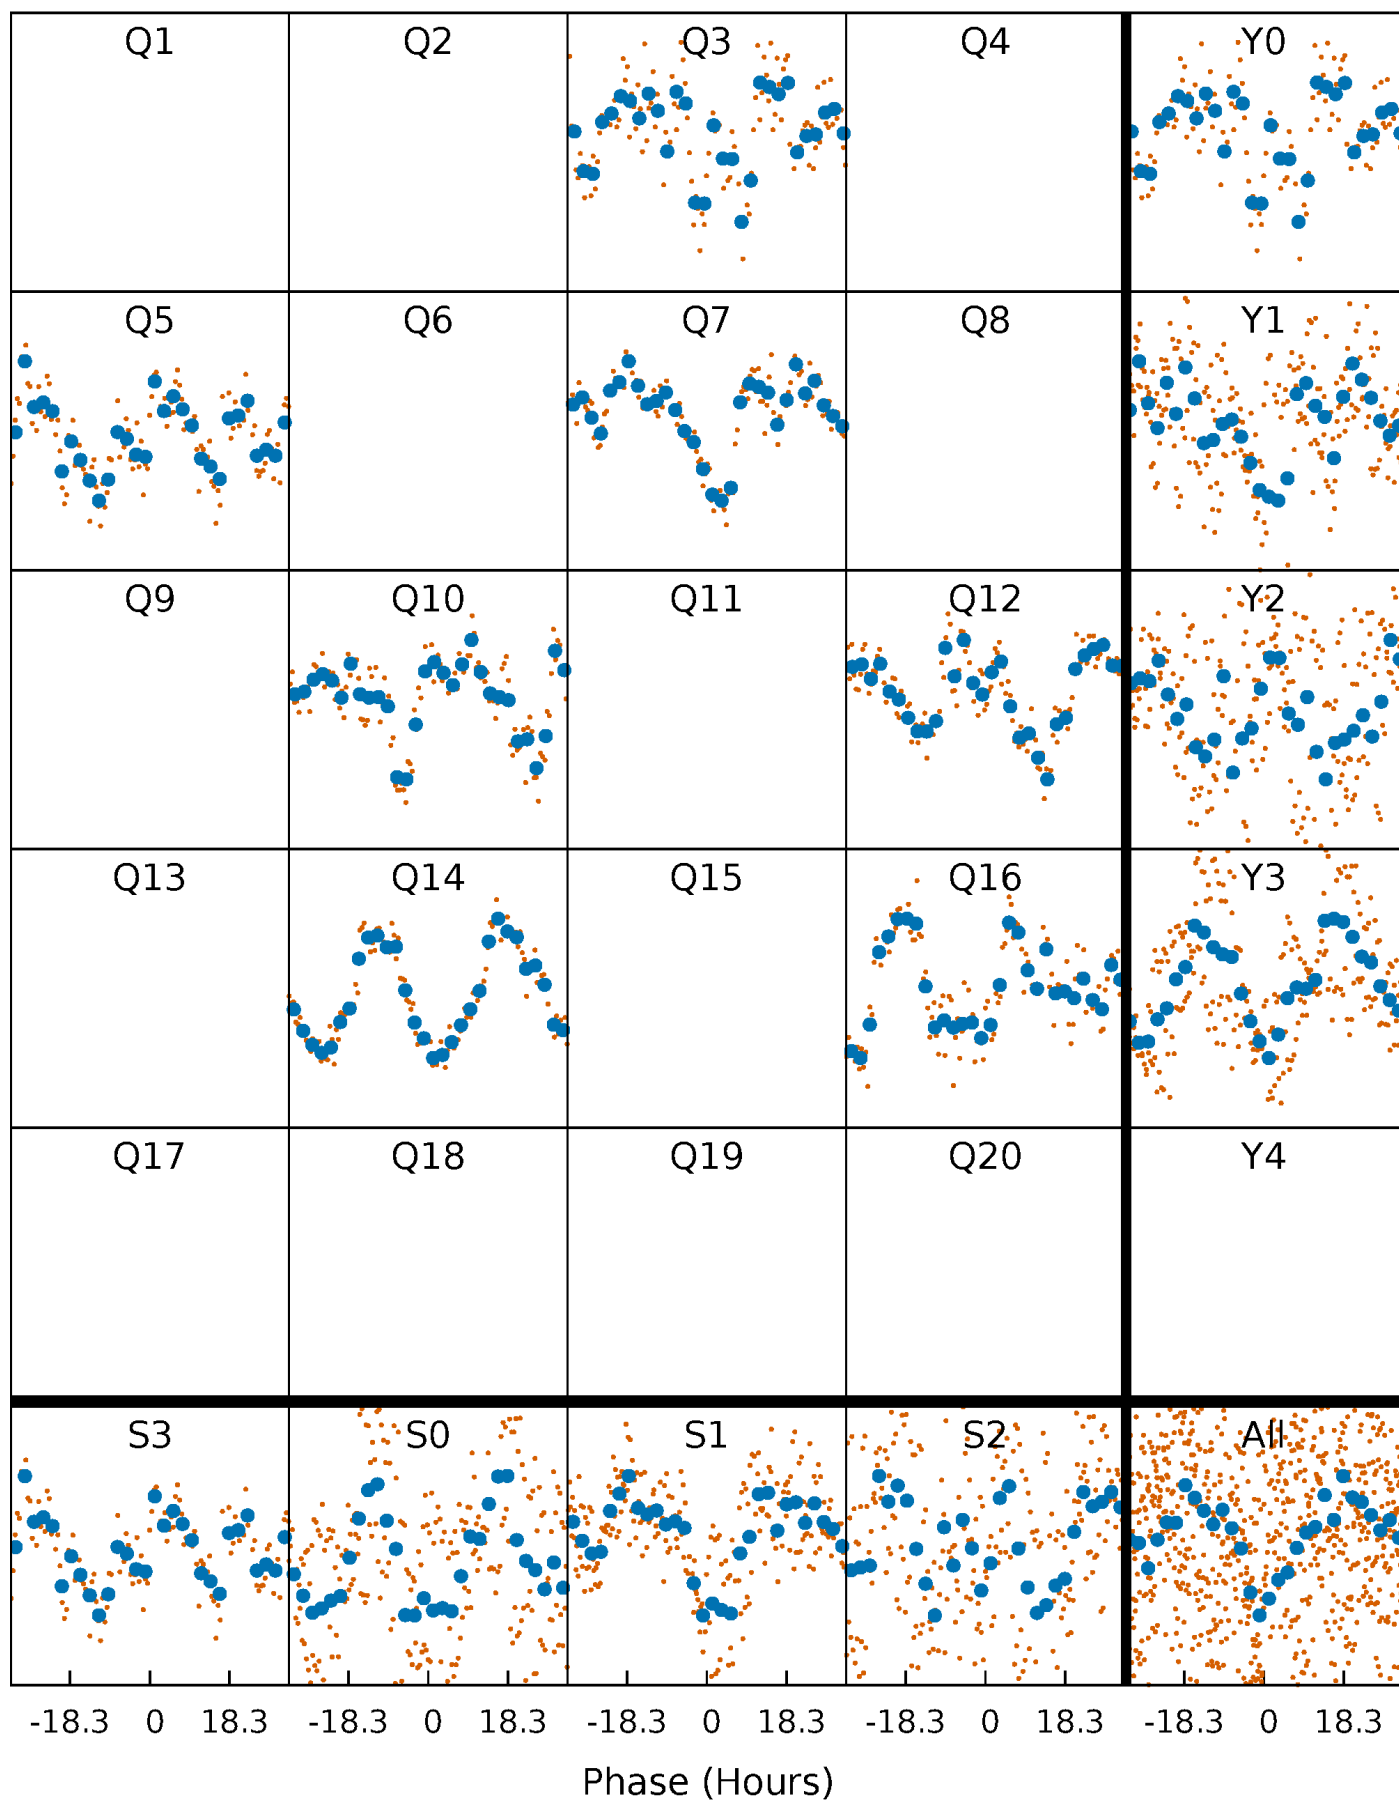 Q1 Q2 Q3 Q4 Y0
Q5 Q6 Q7 Q8 Y1
Q9 Q10 Q11 Q12 Y2
Q13 Q14 Q15 Q16 Y3
Q17 Q18 Q19 Q20 Y4
S3 S0 S1 S2 All
-18.3 0 18.3 -18.3 0 18.3 -18.3 0 18.3 -18.3 0 18.3 -18.3 0 18.3
Phase (Hours)